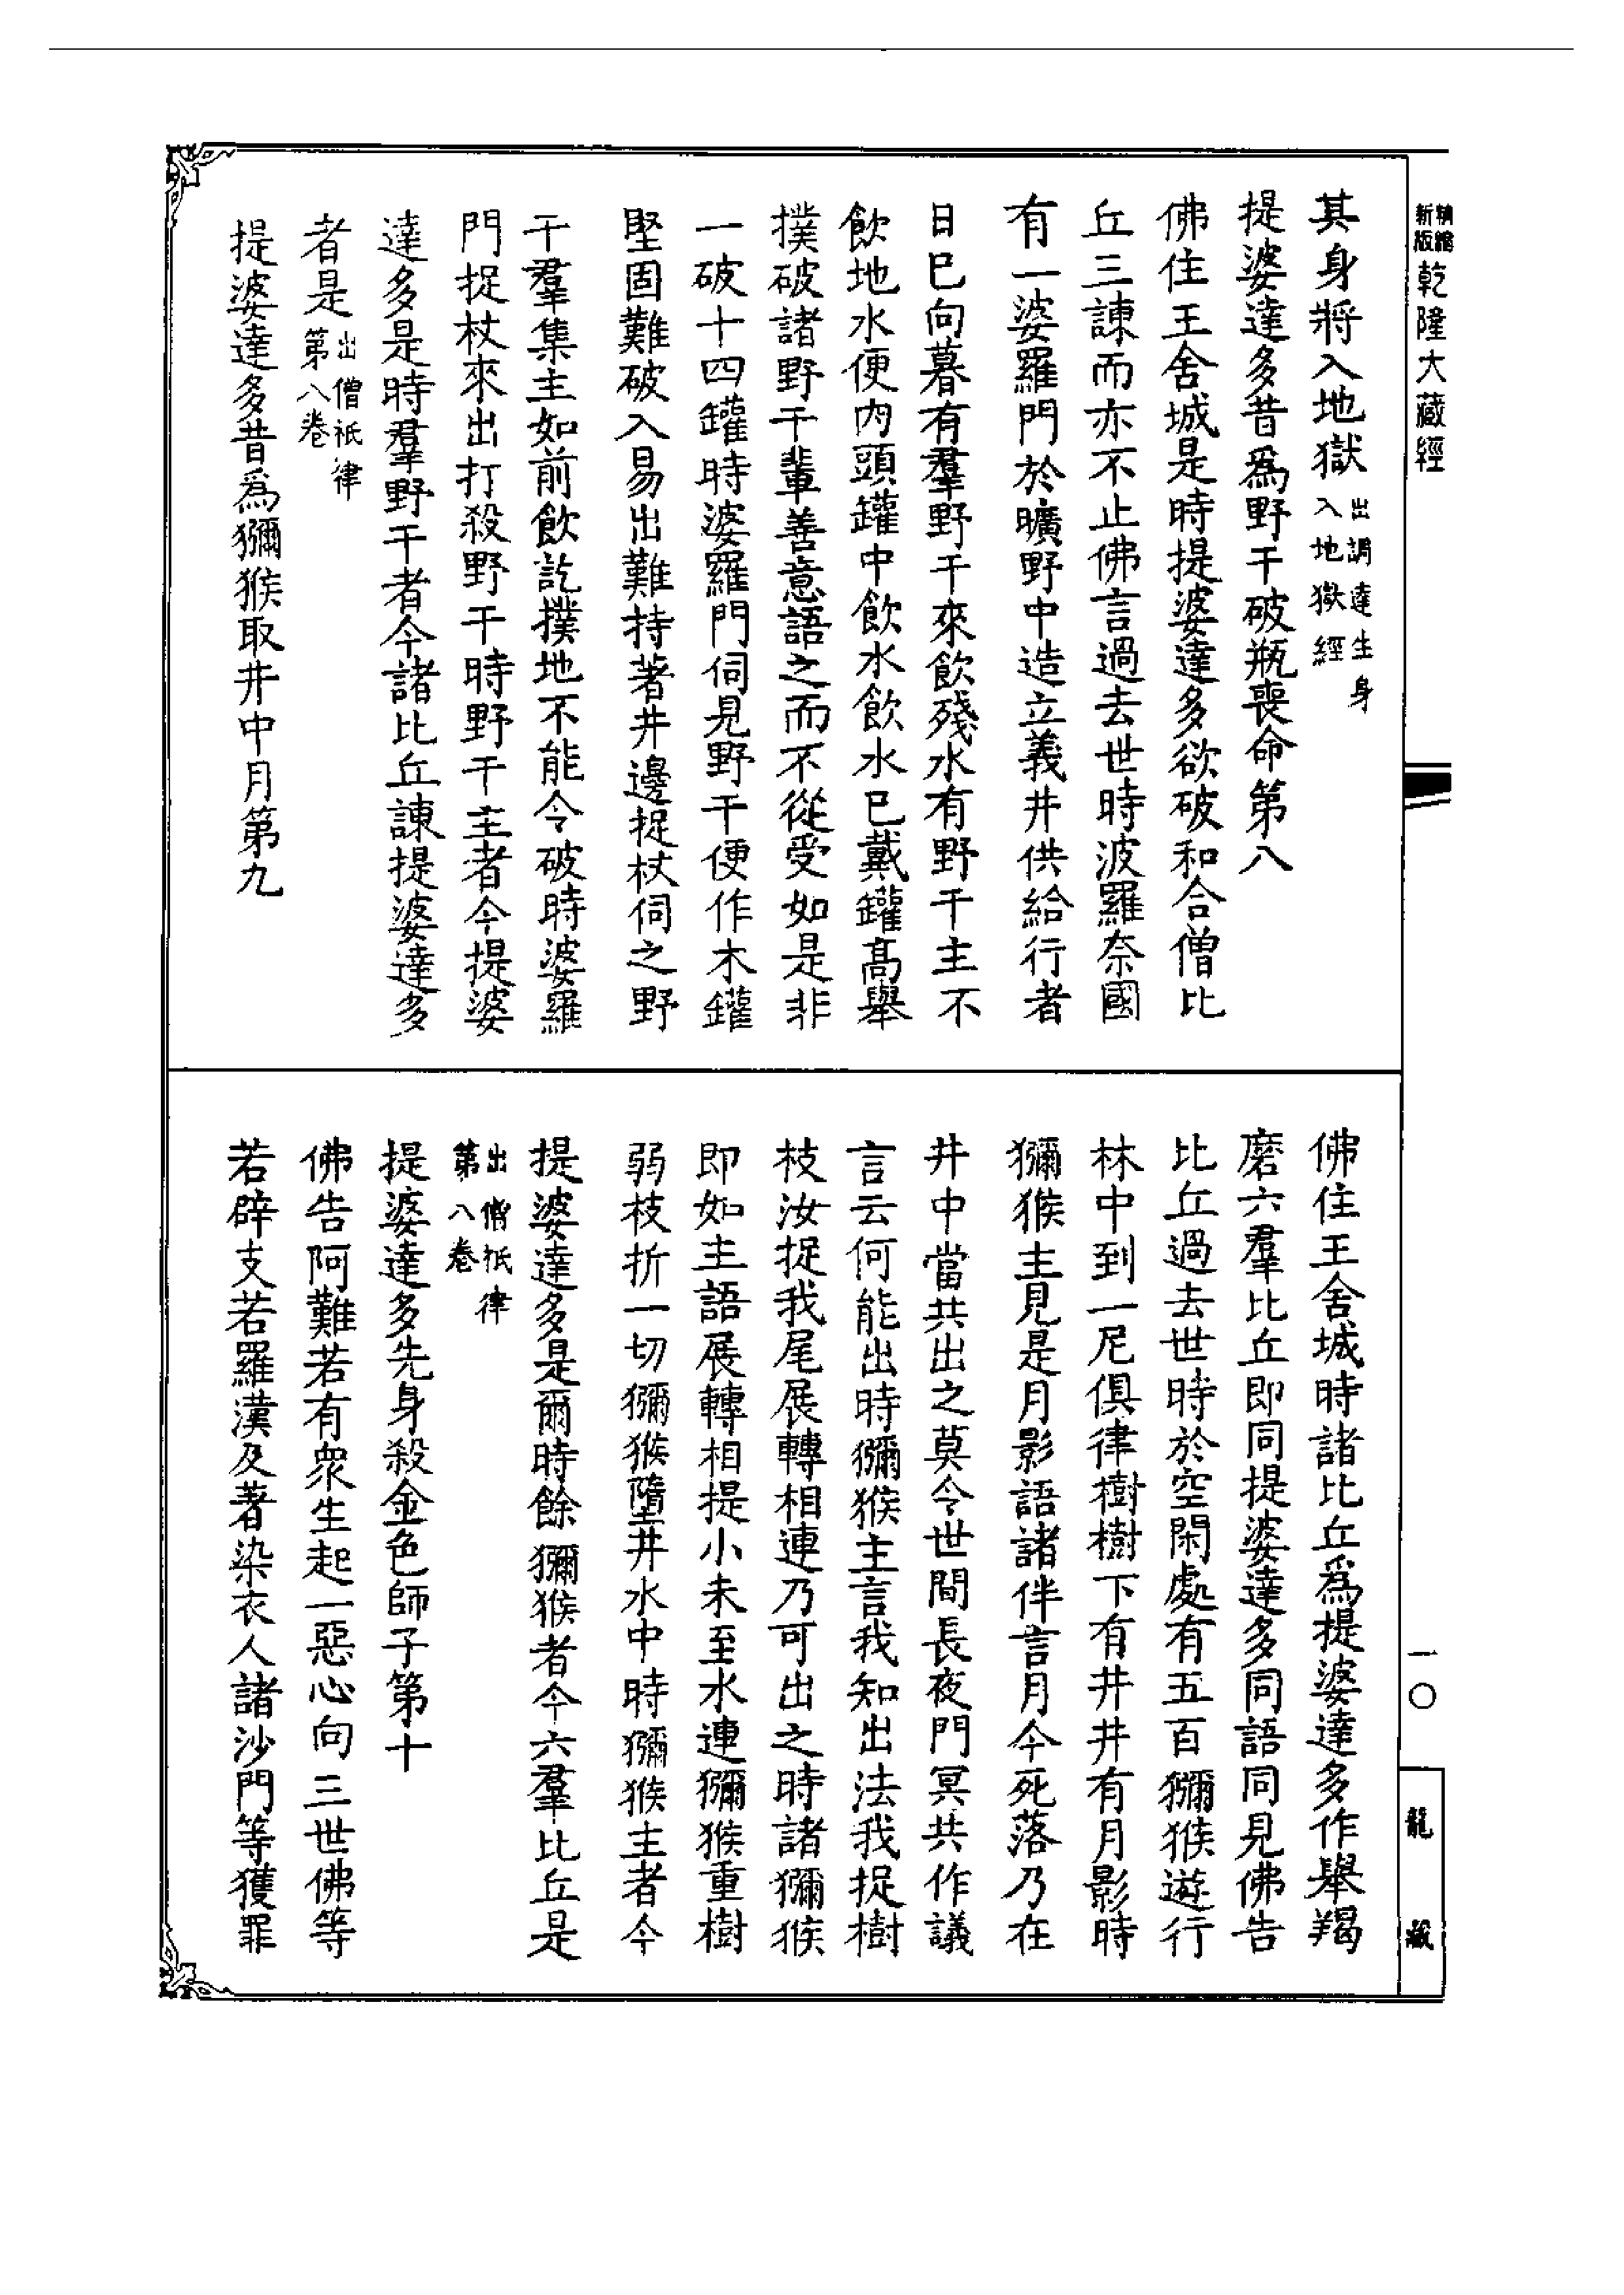 新版
精縮
乾隆大藏經
其身將入地獄出調達生身入地獄經
提婆達多昔爲野干破瓶喪命第八
佛住王舍城是時提婆達多欲破和合僧比
丘三諫而亦不止佛言過去世時波羅奈國
有一婆羅門於曠野中造立義井供給行者
日已向暮有羣野干來飲殘水有野干主不
飲地水便內頭罐中飲水飲水已戴罐高舉
撲破諸野干輩善意語之而不從受如是非
一破十四罐時婆羅門伺見野干便作木罐
堅固難破入易出難持著井邊捉杖伺之野
干羣集主如前飲訖撲地不能令破時婆羅
門捉杖來出打殺野干時野干主者今提婆
達多是時羣野干者今諸比丘諫提婆達多
者是出僧祇律第八卷
提婆達多昔爲獼猴取井中月第九
佛住王舍城時諸比丘爲提婆達多作舉羯
磨六羣比丘即同提婆達多同語同見佛告
比丘過去世時於空閑處有五百獼猴遊行
林中到一尼俱律樹樹下有井井有月影時
獼猴主見是月影語諸伴言月今死落乃在
井中當共出之莫令世間長夜門冥共作議
言云何能出時獼猴主言我知出法我捉樹
枝汝捉我尾展轉相連乃可出之時諸獼猴
即如主語展轉相提小未至水連獼猴重樹
弱枝折一切獼猴墮井水中時獼猴主者今
提婆達多是爾時餘獼猴者今六羣比丘是
出僧祇律第八卷
提婆達多先身殺金色師子第十
佛告阿難若有衆生起一惡心向三世佛等
若辟支若羅漢及著染衣人諸沙門等獲罪
一〇
龍藏